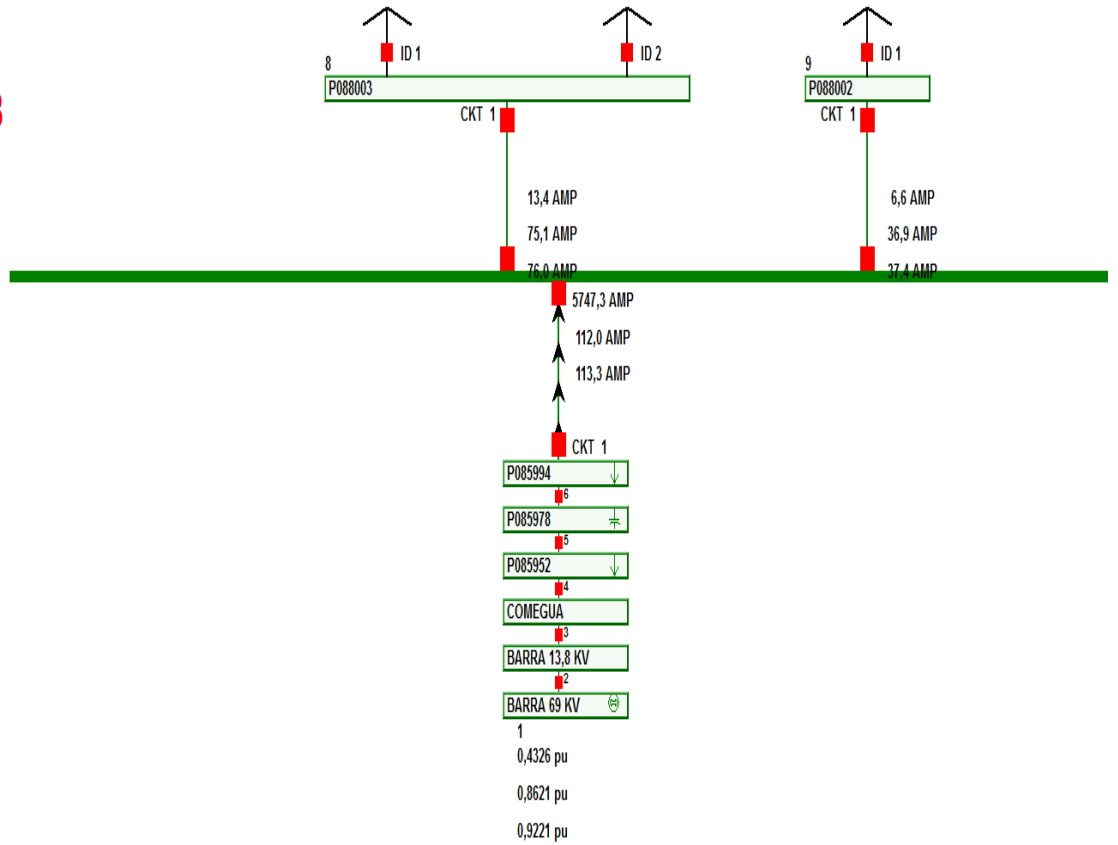 ID 1
ID 2
ID 1
8
9
P088003
P088002
CKT 1
CKT 1
13,4 AMP
6,6 AMP
75,1 AMP
36,9 AMP
76,0 AMP
37,4 AMP
5747,3 AMP
112,0 AMP
113,3 AMP
CKT 1
P085994
6
P085978
5
P085952
4
COMEGUA
3
BARRA 13,8 KV
2
BARRA 69 KV
1
0,4326 pu
0,8621 pu
0,9221 pu